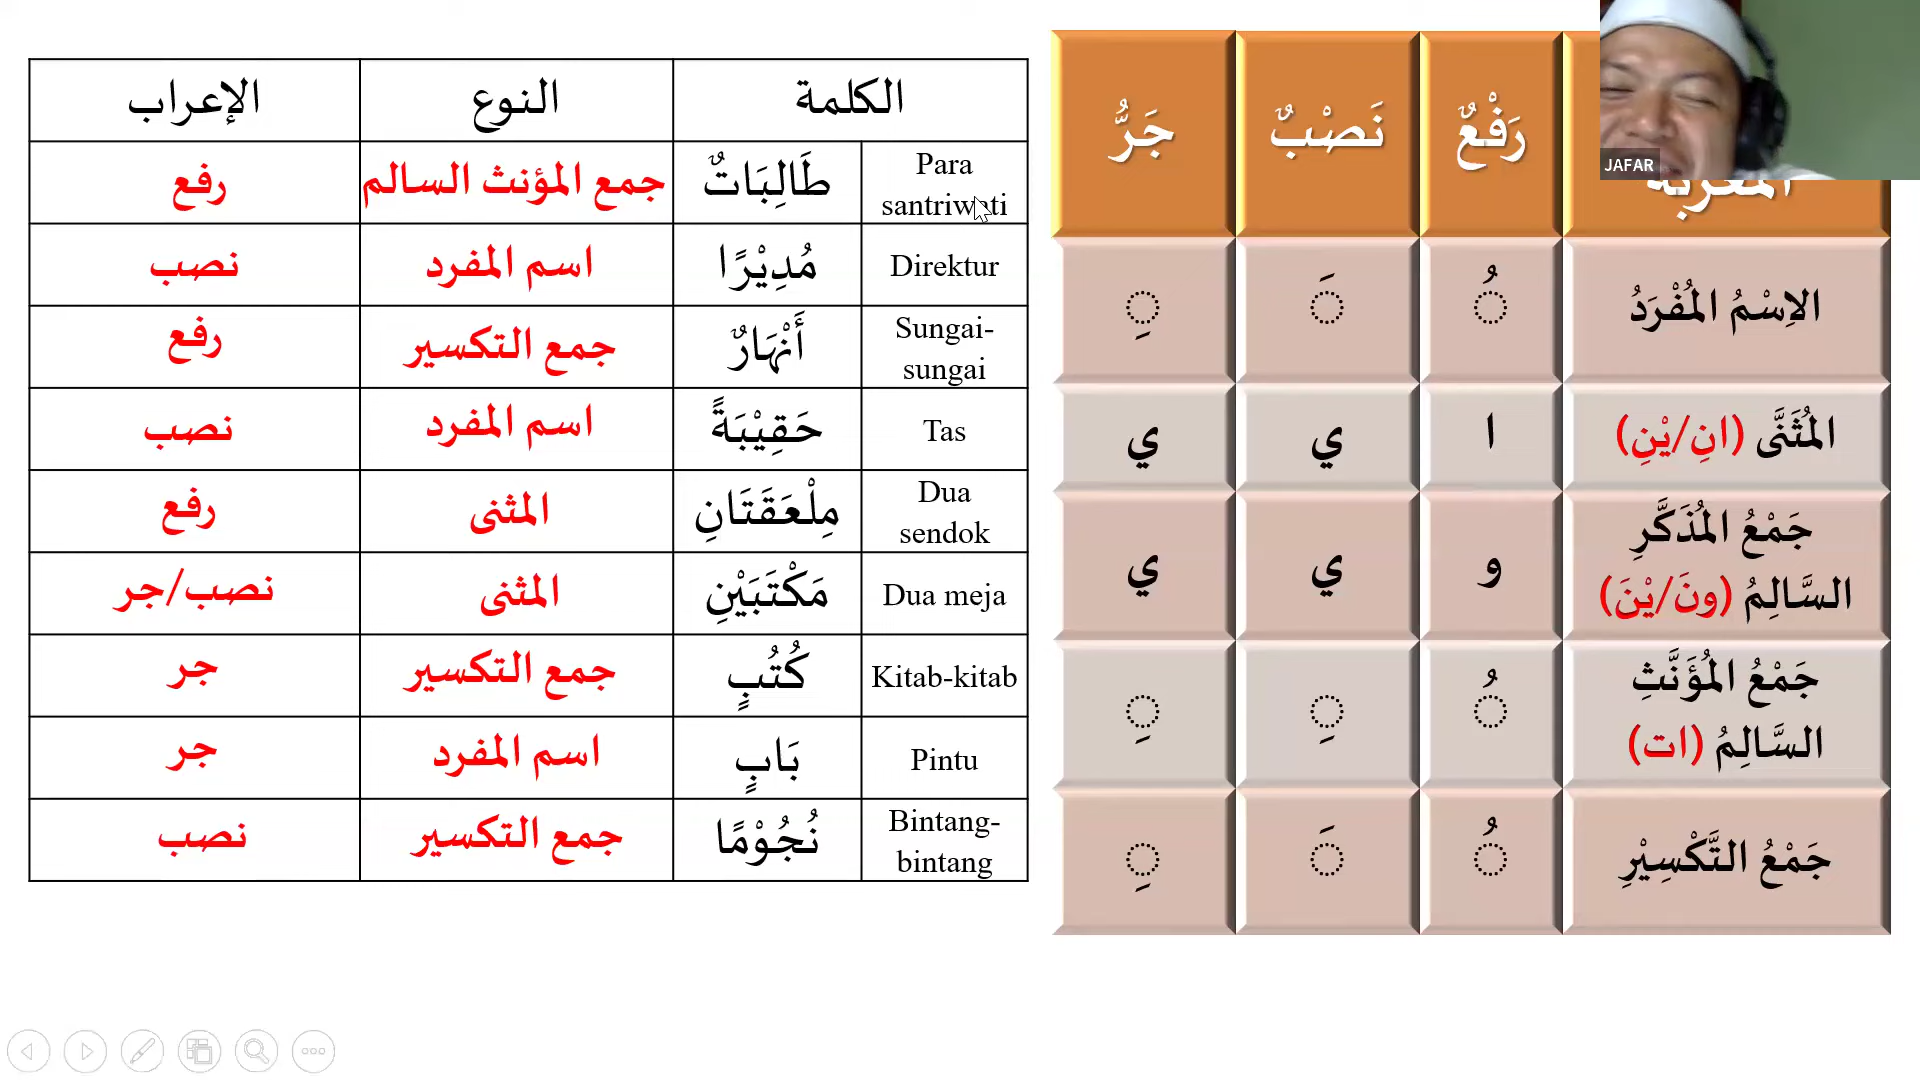 الكلمة النوع الإعراب
Para santriwati طَالِبَاتٌ جمع المؤنث السالم رفع
Direktur مُدِيْرًا اسم المفرد نصب
Sungai-sungai أَنْهَارٌ جمع التكسير رفع
Tas حَقِيْبَةً اسم المفرد نصب
Dua sendok مِلْعَقَتَانِ المثنى رفع
Dua meja مَكْتَبَيْنِ المثنى نصب/جر
Kitab-kitab كُتُبٍ جمع التكسير جر
Pintu بَابٍ اسم المفرد جر
Bintang-bintang نُجُوْمًا جمع التكسير نصب
رَفْعٌ نَصْبٌ جَرُّ
الاِسْمُ المُفْرَدُ ◌ُ ◌َ ◌ِ
المُثَنَّى (انِ/يْنِ) ا ي ي
جَمْعُ المُذَكَّرِ
السَّالِمُ (ونَ/يْنَ) و ي ي
جَمْعُ المُؤَنَّثِ
السَّالِمُ (ات) ◌ُ ◌ِ ◌ِ
جَمْعُ التَّكْسِيْرِ ◌ُ ◌َ ◌ِ
JAFAR